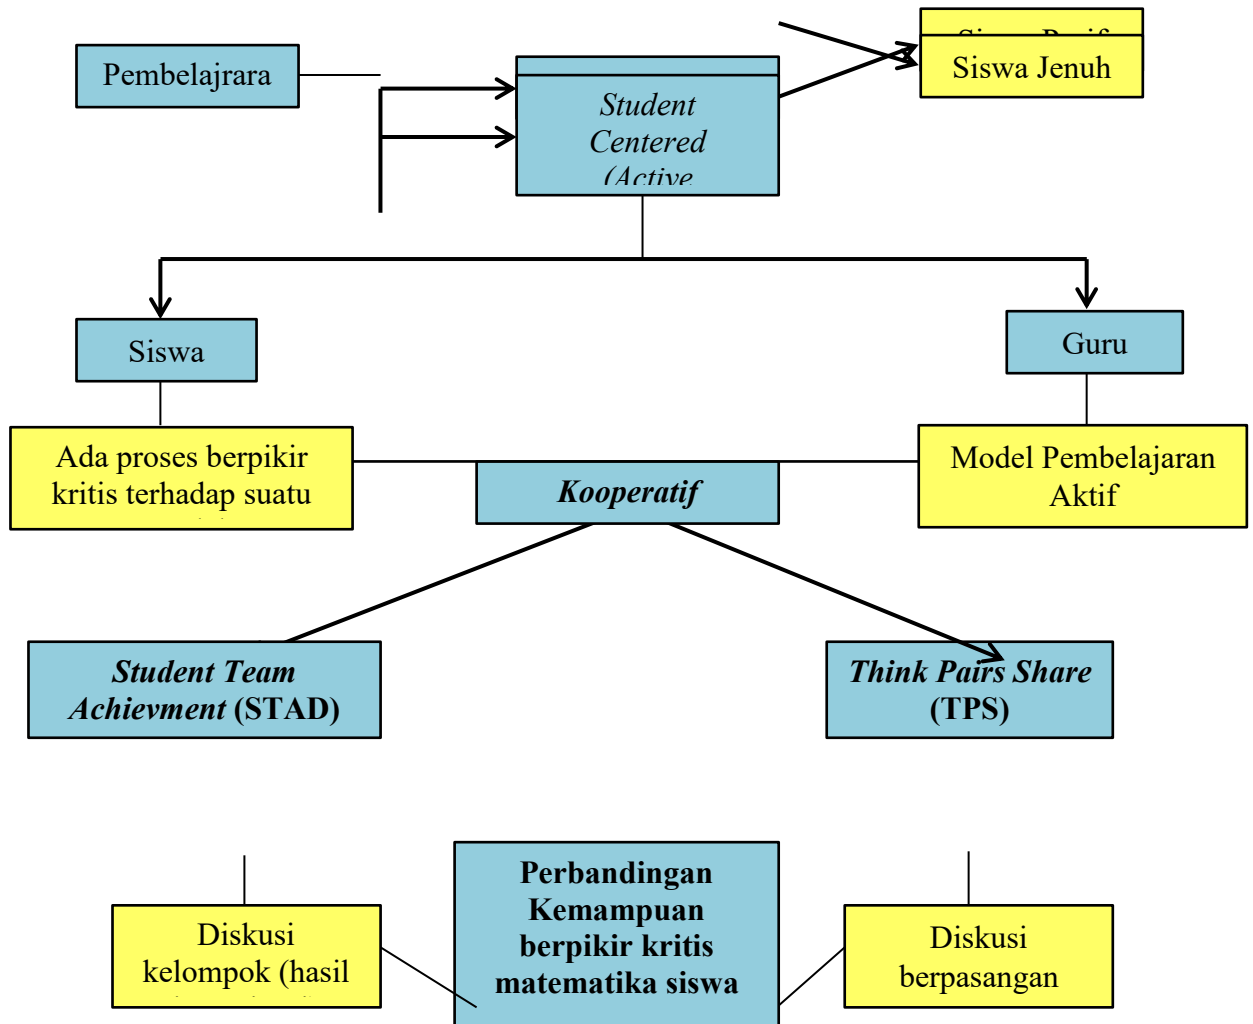 Pembelajrara
Siswa Jenuh
Student
Centered
(Active
Siswa
Guru
Ada proses berpikir
kritis terhadap suatu
Model Pembelajaran
Aktif
Kooperatif
Student Team
Achievment (STAD)
Think Pairs Share
(TPS)
Perbandingan
Kemampuan
berpikir kritis
matematika siswa
Diskusi
kelompok (hasil
Diskusi
berpasangan